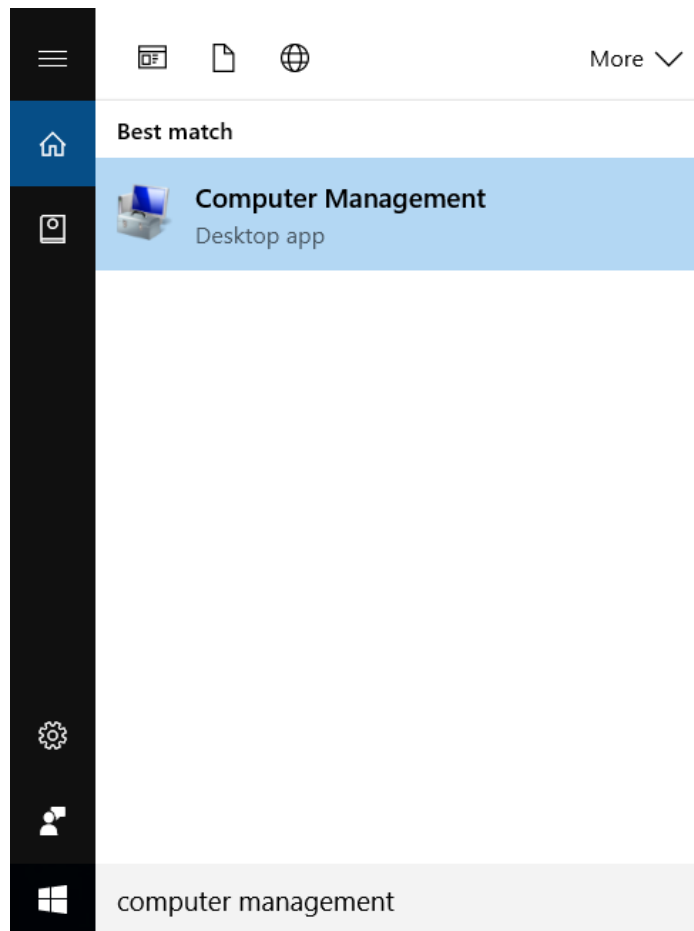 More
Best match
Computer Management
Desktop app
computer management